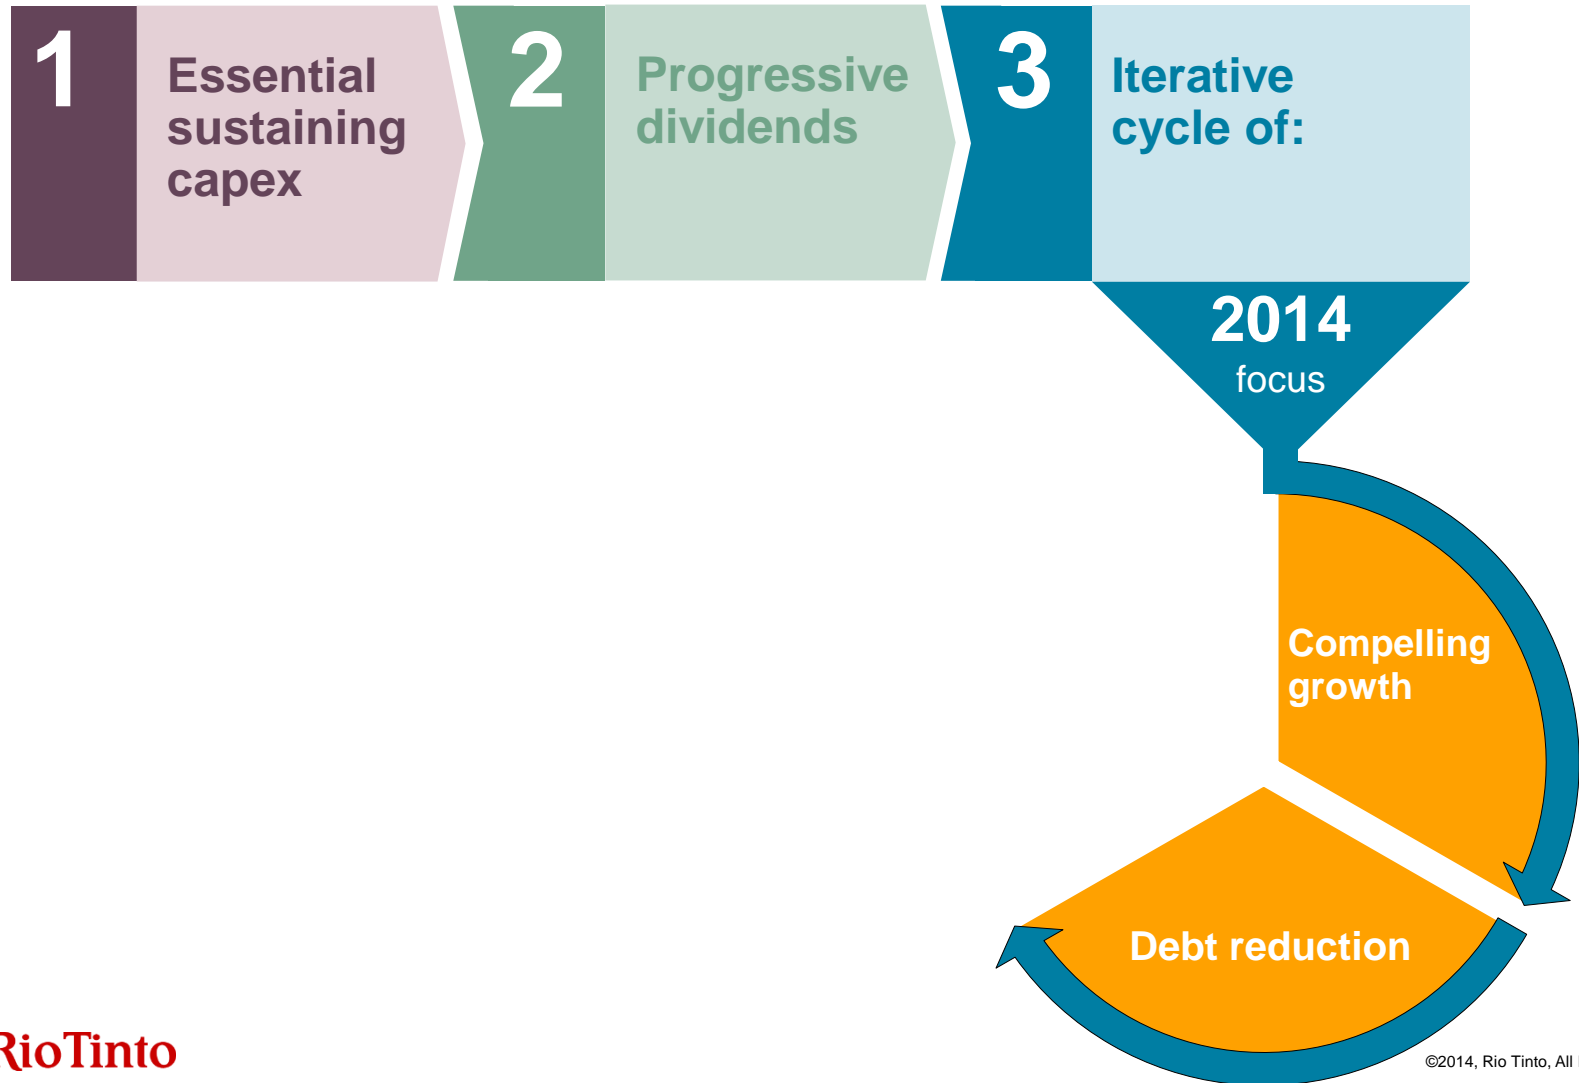 1
Essential
sustaining
capex
2
Progressive
dividends
3
Iterative
cycle of:
2014
focus
Compelling
growth
Debt reduction
RioTinto
©2014, Rio Tinto, All